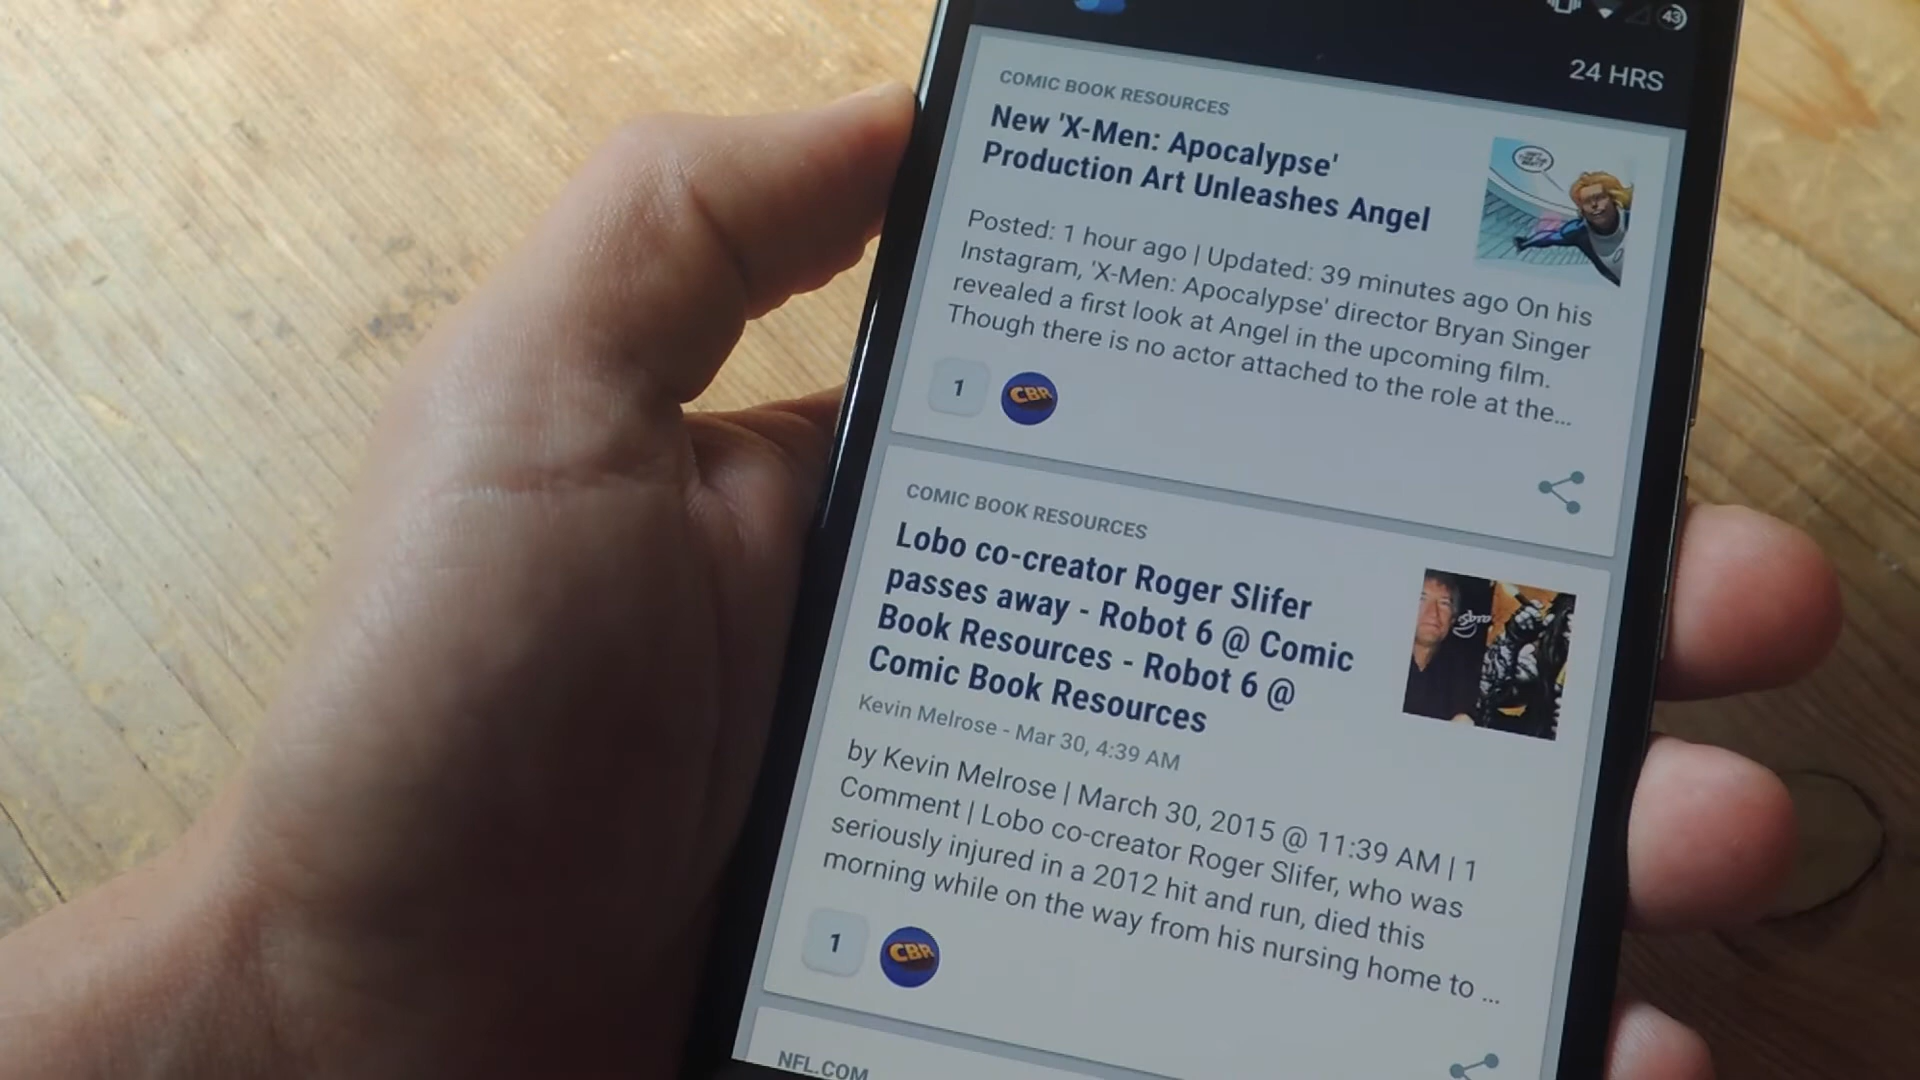 43
24 HRS
COMIC BOOK RESOURCES
New 'X-Men: Apocalypse'
Production Art Unleashes Angel
Posted: 1 hour ago | Updated: 39 minutes ago On his
Instagram, 'X-Men: Apocalypse' director Bryan Singer
revealed a first look at Angel in the upcoming film.
Though there is no actor attached to the role at the...
1
CBR
COMIC BOOK RESOURCES
Lobo co-creator Roger Slifer
passes away - Robot 6 @ Comic
Book Resources - Robot 6 @
Comic Book Resources
Kevin Melrose - Mar 30, 4:39 AM
by Kevin Melrose | March 30, 2015 @ 11:39 AM | 1
Comment | Lobo co-creator Roger Slifer, who was
seriously injured in a 2012 hit and run, died this
morning while on the way from his nursing home to ...
1
CBR
NFL.COM